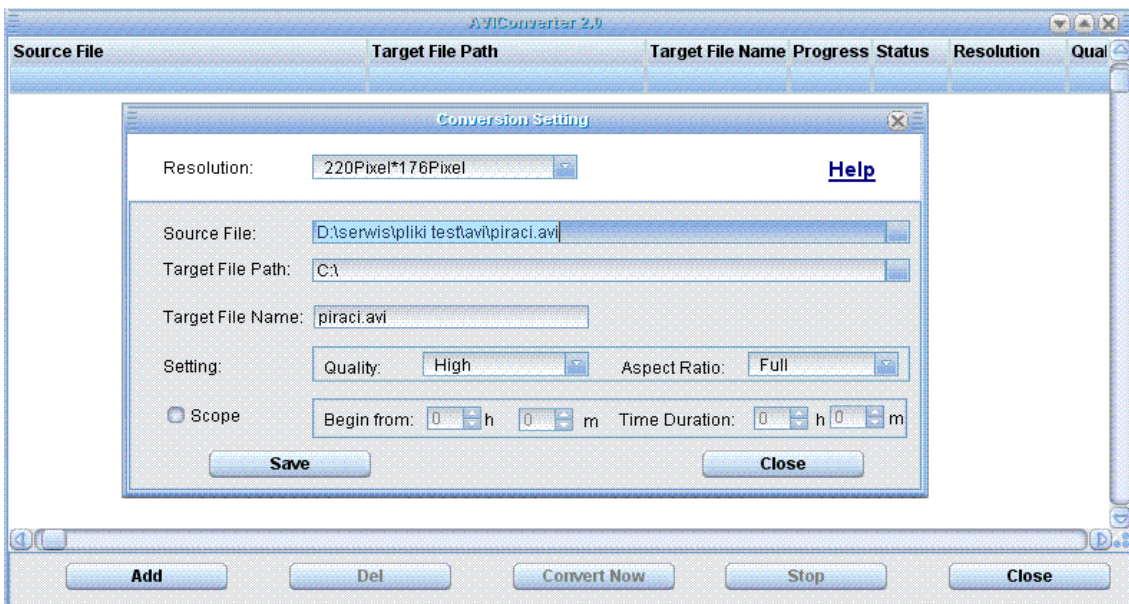 AVIConverter 2.0
Source File Target File Path Target File Name Progress Status Resolution Qual
Conversion Setting
Resolution: 220Pixel*176Pixel Help
Source File: D:\serwis\pliki test\avi\piraci.avi
Target File Path: C:\
Target File Name: piraci.avi
Setting: Quality: High Aspect Ratio: Full
Scope Begin from: 0 h 0 m Time Duration: 0 h 0 m
Save Close
Add Del Convert Now Stop Close